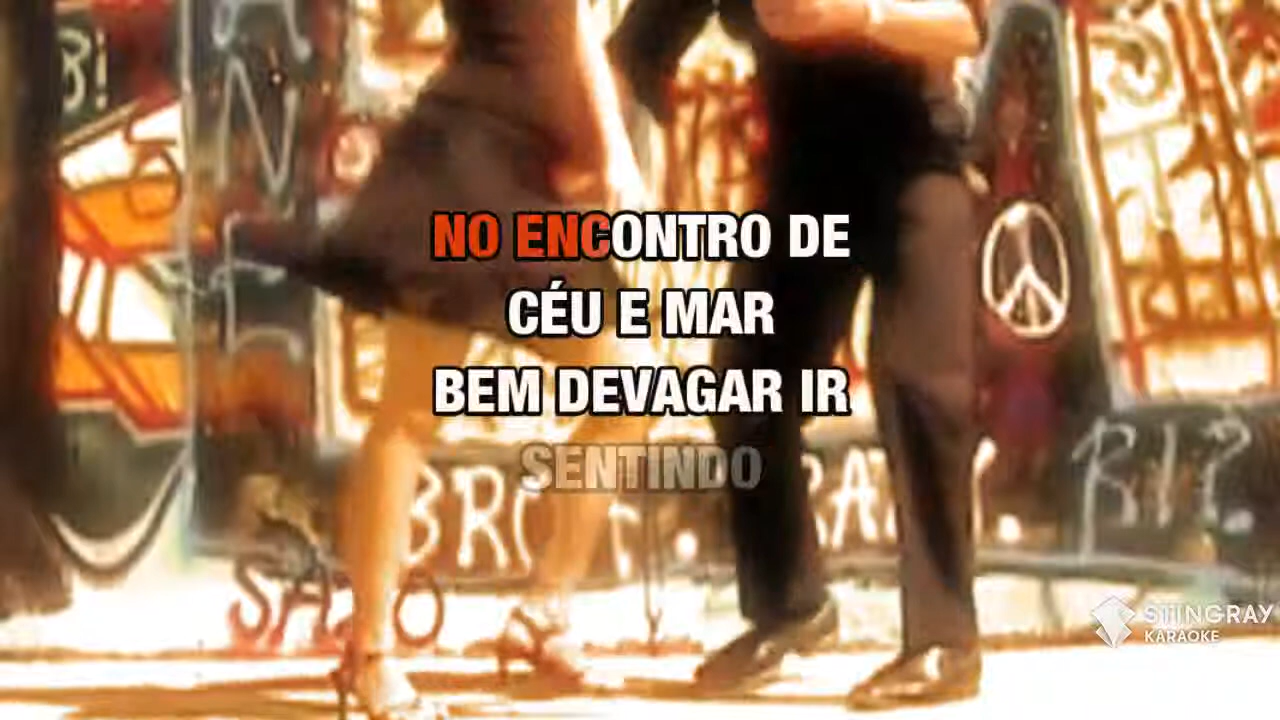 NO ENCONTRO DE
CÉU E MAR
BEM DEVAGAR IR
SENTINDO
STINGRAY
KARAOKE